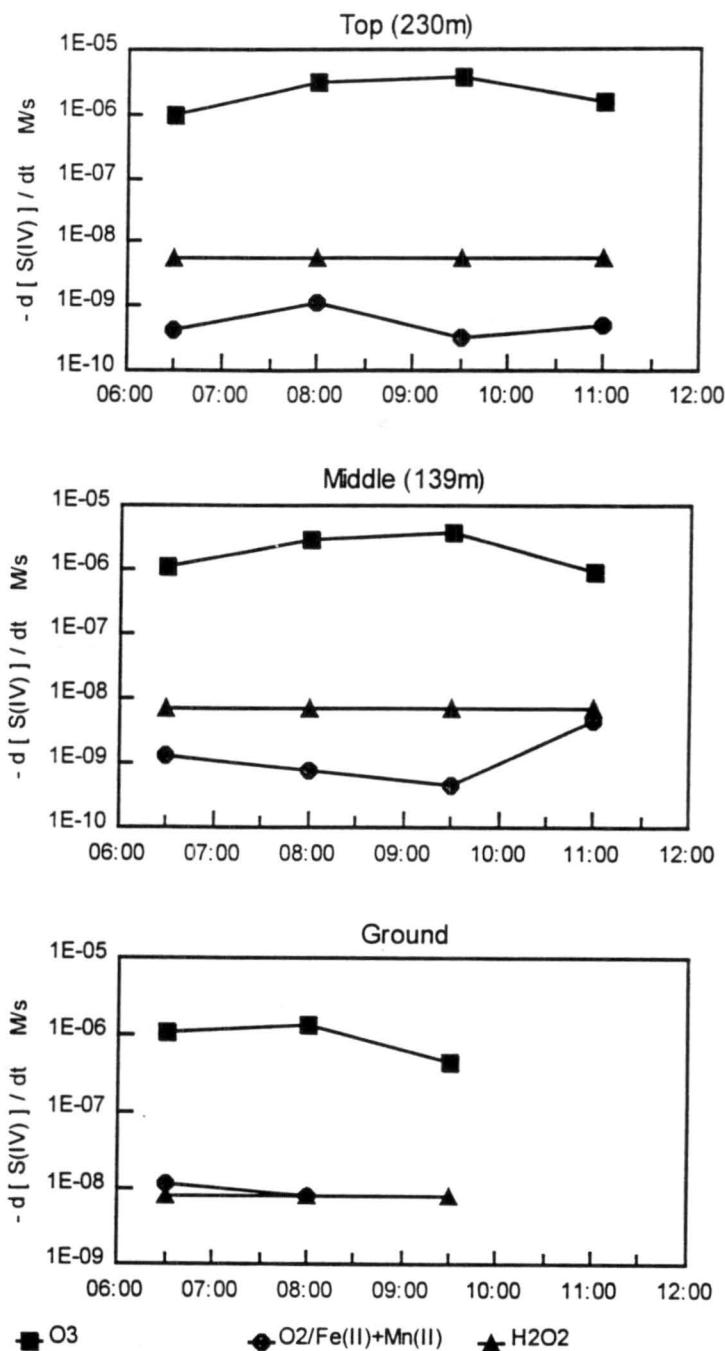 Top (230m)
1E-05
1E-06
1E-07
1E-08
1E-09
1E-10
- d [ S(IV) ] / dt M/s
06:00 07:00 08:00 09:00 10:00 11:00 12:00
Middle (139m)
1E-05
1E-06
1E-07
1E-08
1E-09
1E-10
- d [ S(IV) ] / dt M/s
06:00 07:00 08:00 09:00 10:00 11:00 12:00
Ground
1E-05
1E-06
1E-07
1E-08
1E-09
- d [ S(IV) ] / dt M/s
06:00 07:00 08:00 09:00 10:00 11:00 12:00
O3 O2/Fe(II)+Mn(II) H2O2